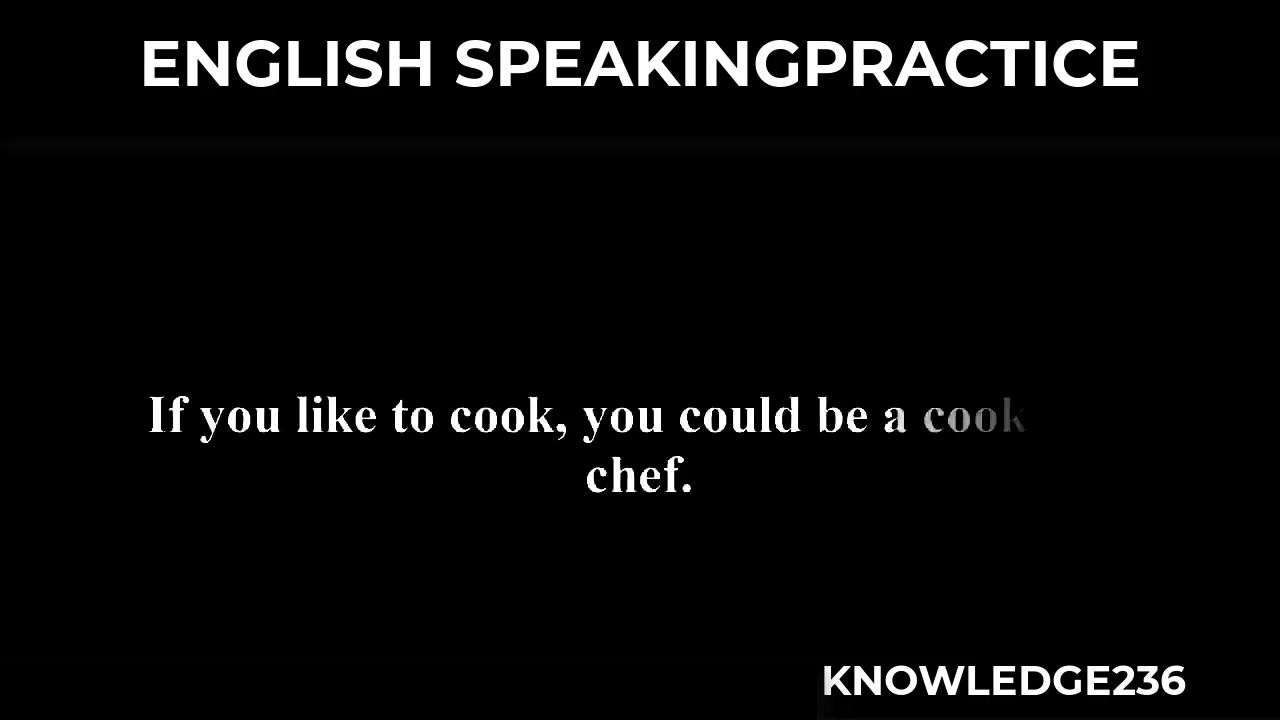 ENGLISH SPEAKINGPRACTICE
If you like to cook, you could be a cook
chef.
KNOWLEDGE236